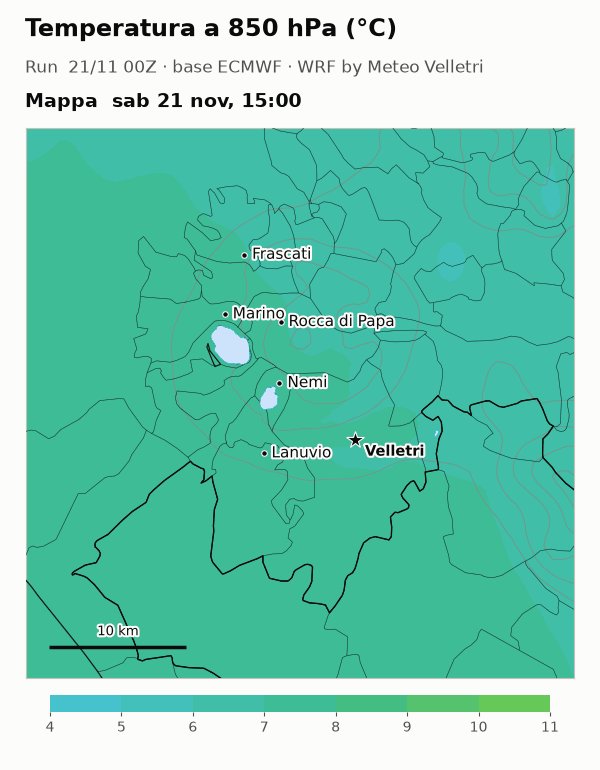 Temperatura a 850 hPa (°C)
Run  21/11 00Z · base ECMWF · WRF by Meteo Velletri
Mappa  sab 21 nov, 15:00
Frascati
Marino
Rocca di Papa
Nemi
Velletri
Lanuvio
10 km
4 5 6 7 8 9 10 11